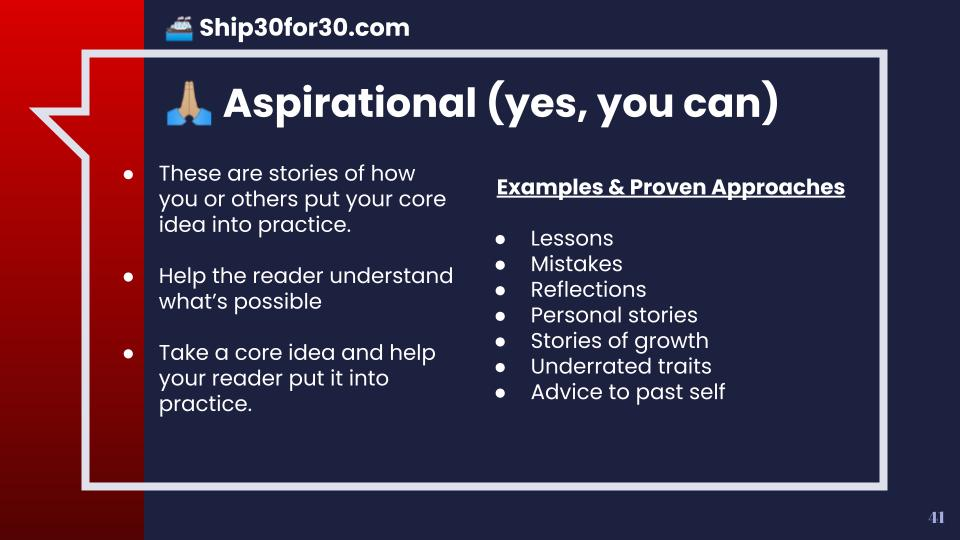 🚢 Ship30for30.com
🙏🏼 Aspirational (yes, you can)
● These are stories of how
you or others put your core
idea into practice.
● Help the reader understand
what’s possible
● Take a core idea and help
your reader put it into
practice.
Examples & Proven Approaches
● Lessons
● Mistakes
● Reflections
● Personal stories
● Stories of growth
● Underrated traits
● Advice to past self
41